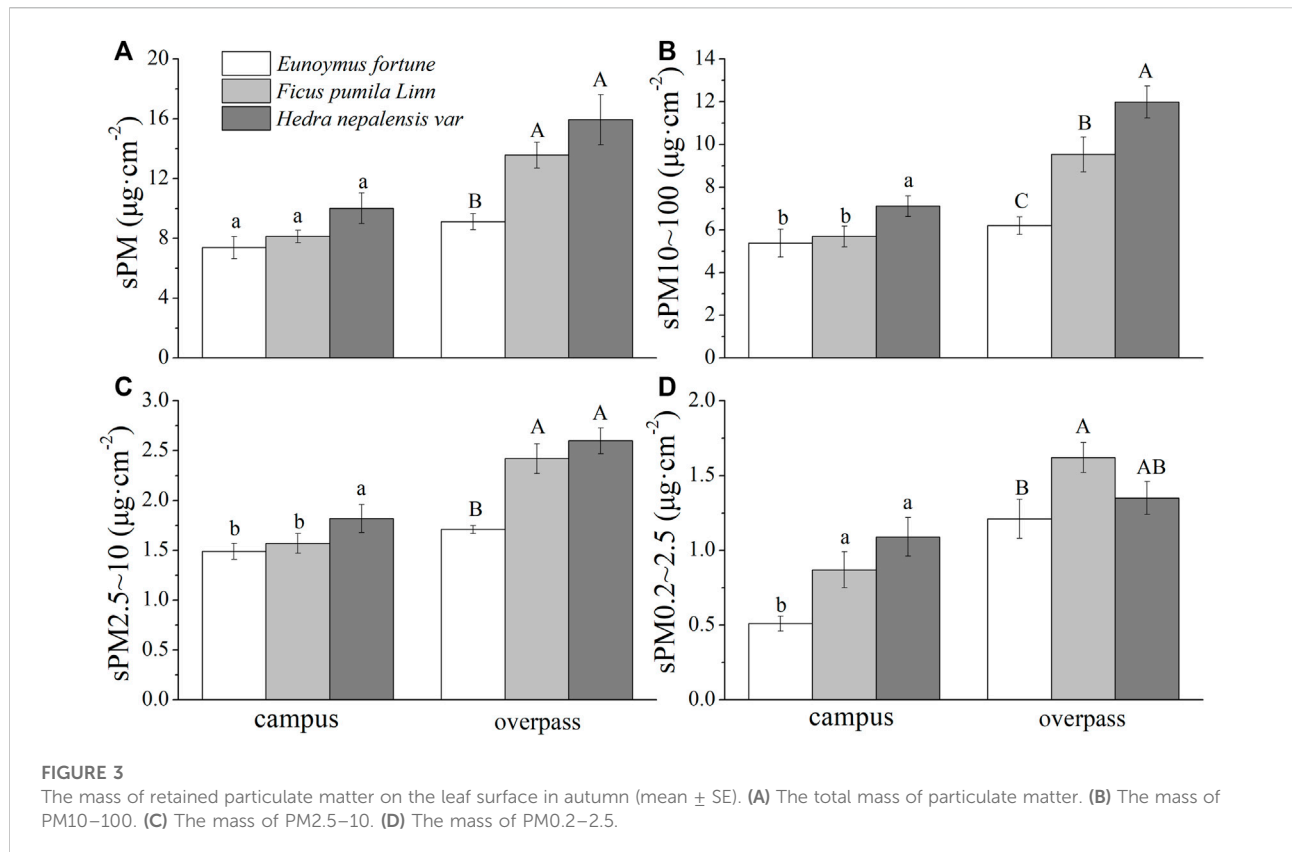 A
20
16
12
8
4
0
sPM (µg·cm⁻²)
Eunoymus fortune
Ficus pumila Linn
Hedra nepalensis var
a
a
a
B
A
A
B
14
12
10
8
6
4
2
0
sPM10~100 (µg·cm⁻²)
b
b
a
C
B
A
C
3.0
2.5
2.0
1.5
1.0
0.5
0.0
sPM2.5~10 (µg·cm⁻²)
b
b
a
B
A
A
campus
overpass
D
2.0
1.5
1.0
0.5
0.0
sPM0.2~2.5 (µg·cm⁻²)
b
a
a
B
A
AB
campus
overpass
FIGURE 3
The mass of retained particulate matter on the leaf surface in autumn (mean ± SE). (A) The total mass of particulate matter. (B) The mass of
PM10–100. (C) The mass of PM2.5–10. (D) The mass of PM0.2–2.5.